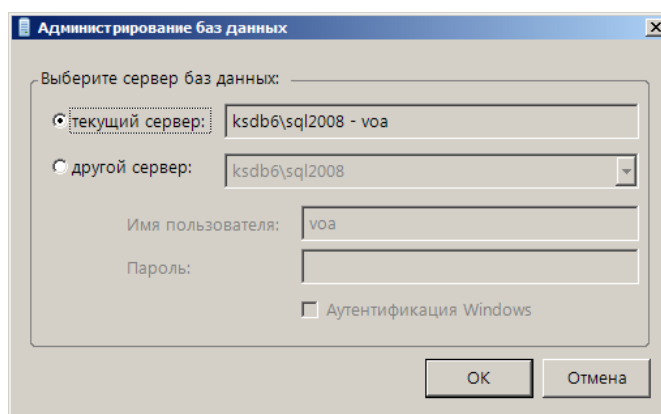 Администрирование баз данных
Выберите сервер баз данных:
текущий сервер: ksdb6\sql2008 - voa
другой сервер: ksdb6\sql2008
Имя пользователя: voa
Пароль:
Аутентификация Windows
OK Отмена